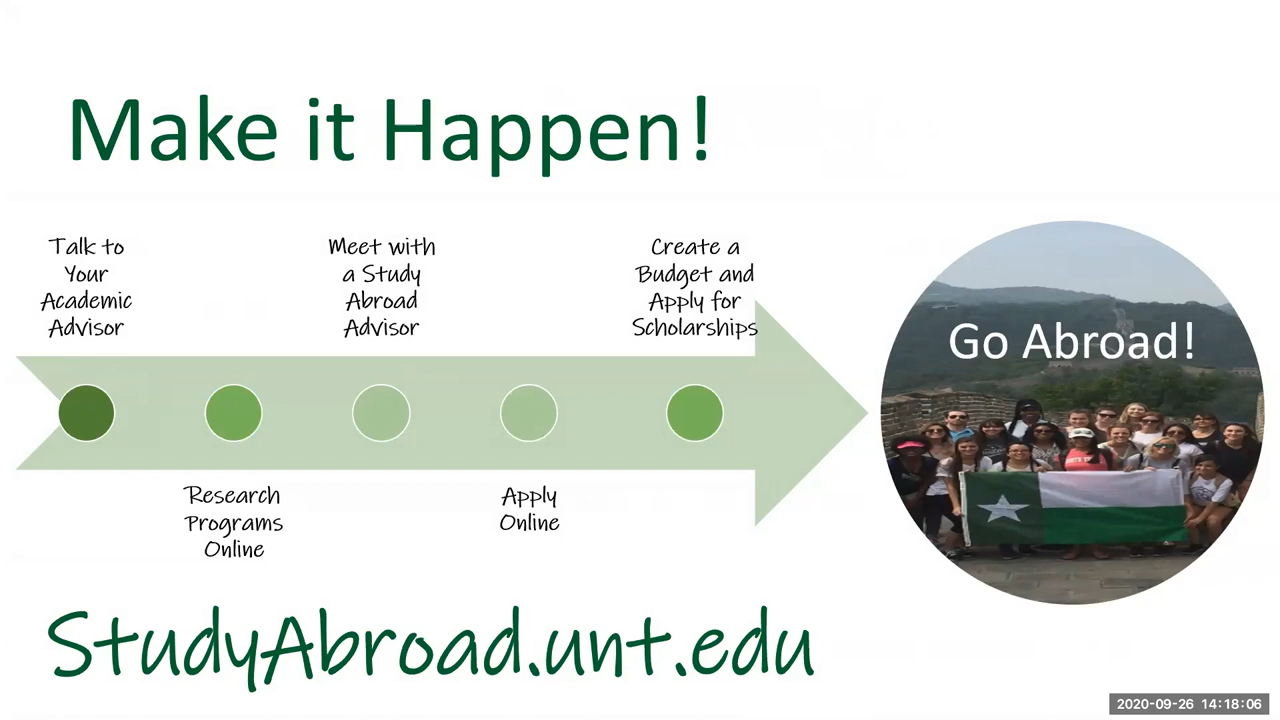 Make it Happen!
Talk to
Your
Academic
Advisor
Research
Programs
Online
Meet with
a Study
Abroad
Advisor
Apply
Online
Create a
Budget and
Apply for
Scholarships
Go Abroad!
StudyAbroad.unt.edu
2020-09-26 14:18:06